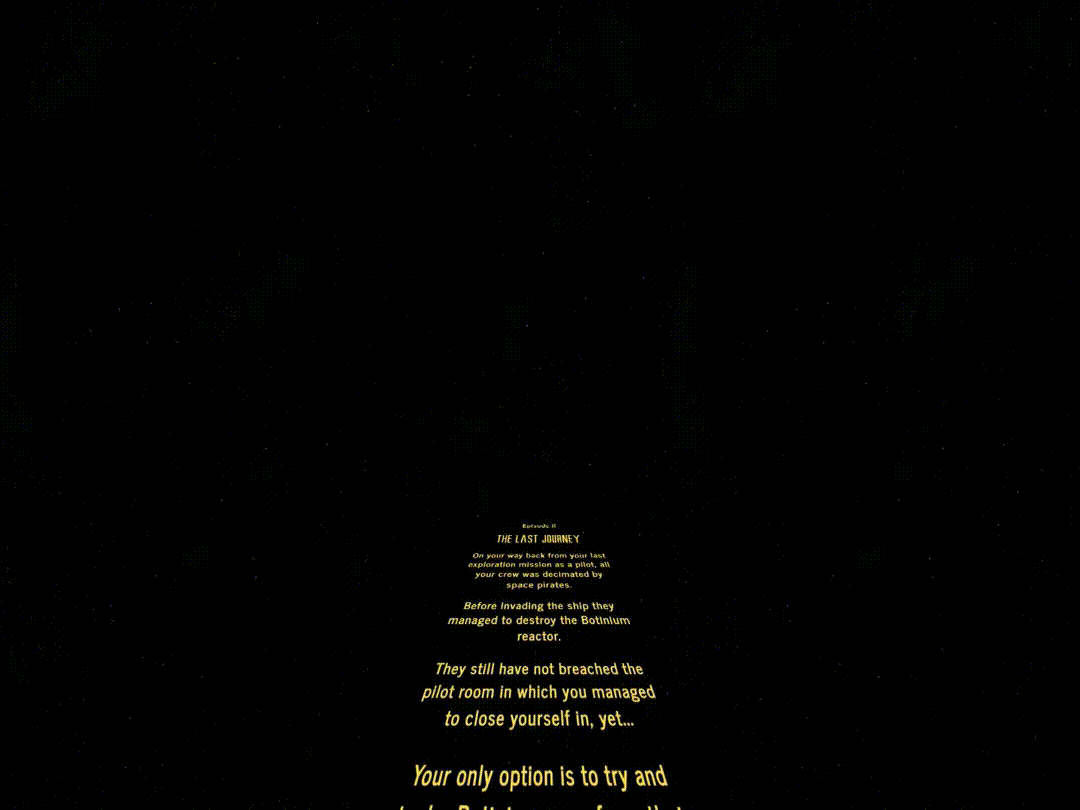 Episode II
THE LAST JOURNEY
On your way back from your last
exploration mission as a pilot, all
your crew was decimated by
space pirates.
Before invading the ship they
managed to destroy the Botinium
reactor.
They still have not breached the
pilot room in which you managed
to close yourself in, yet...
Your only option is to try and